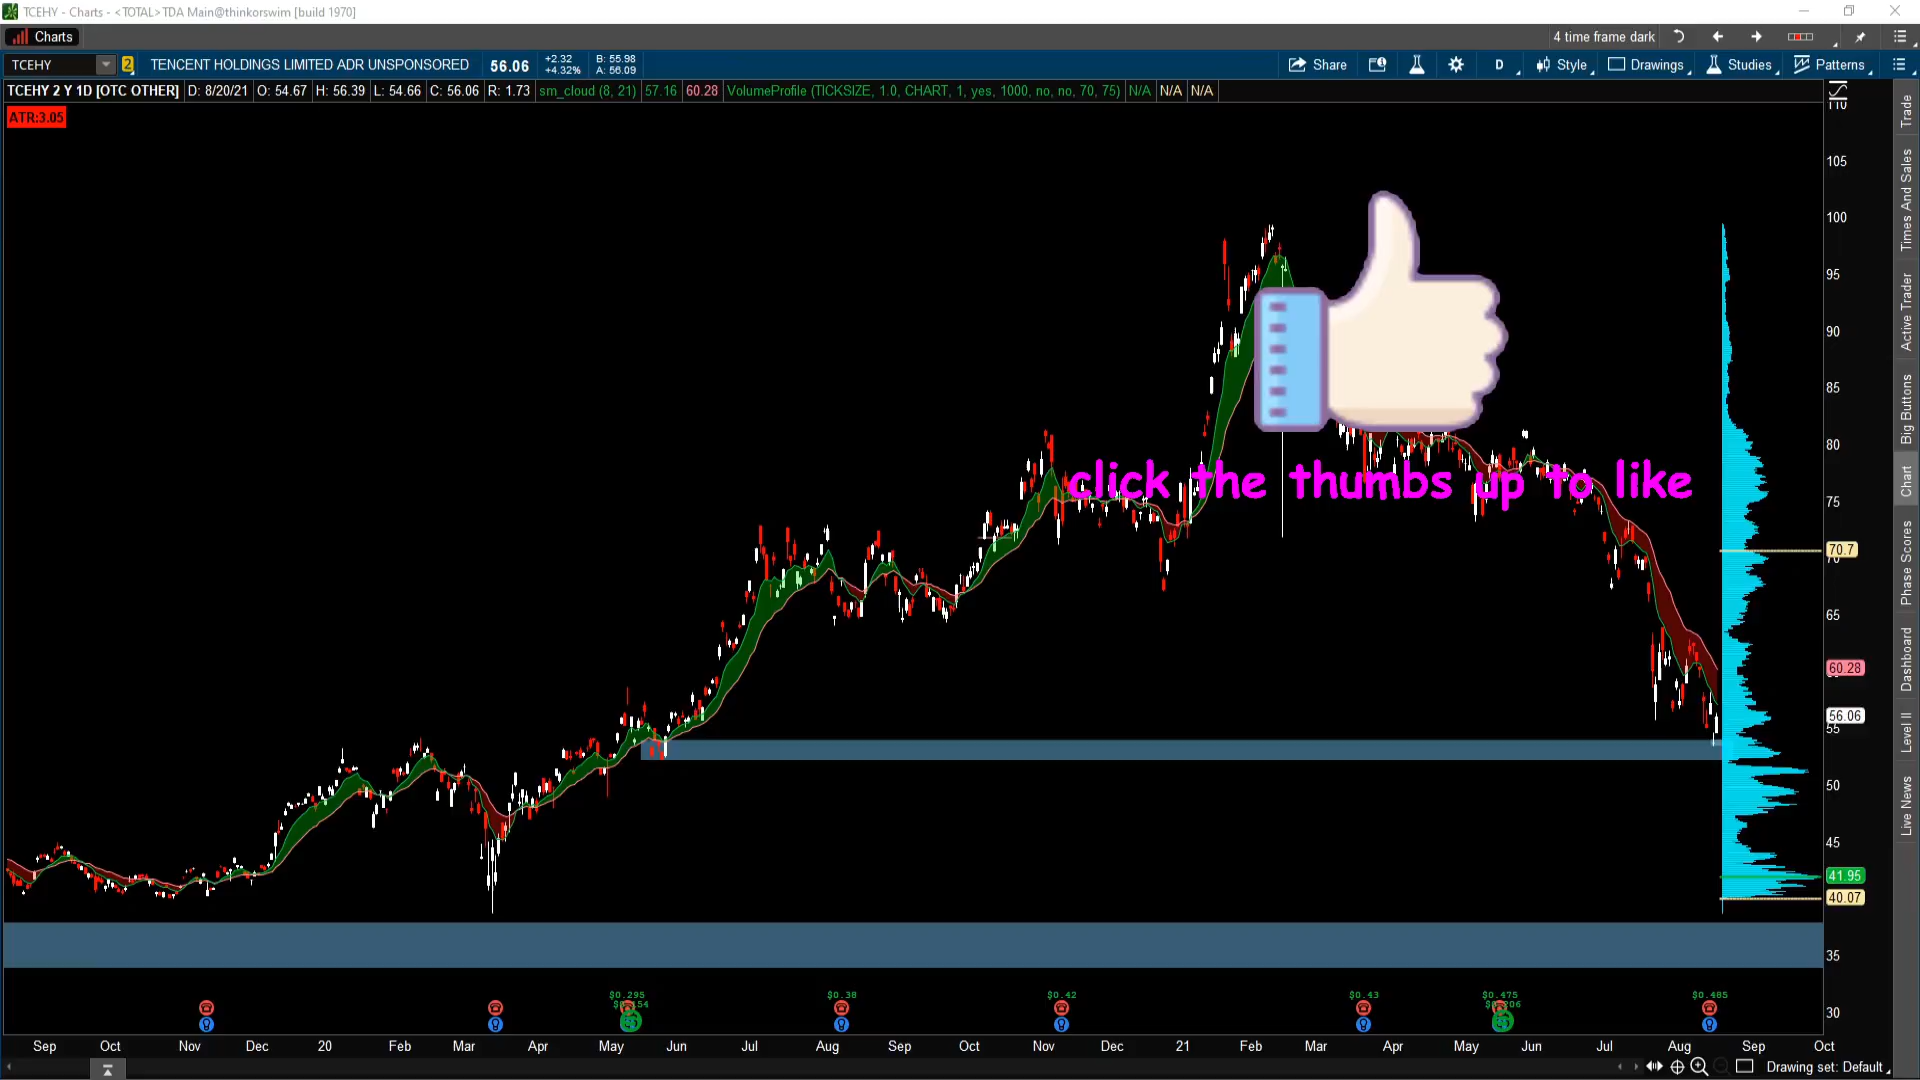 TCEHY - Charts - <TOTAL>TDA Main@thinkorswim [build 1970]
Charts
4 time frame dark
TCEHY
2
TENCENT HOLDINGS LIMITED ADR UNSPONSORED
56.06
+2.32
+4.32%
B: 55.98
A: 56.09
Share
D
Style
Drawings
Studies
Patterns
TCEHY 2 Y 1D [OTC OTHER] D: 8/20/21 O: 54.67 H: 56.39 L: 54.66 C: 56.06 R: 1.73 sm_cloud (8, 21) 57.16 60.28 VolumeProfile (TICKSIZE, 1.0, CHART, 1, yes, 1000, no, no, 70, 75) N/A N/A N/A
ATR:3.05
110
105
100
95
90
85
80
75
70.7
70
65
60.28
56.06
55
50
45
41.95
40.07
35
30
click the thumbs up to like
Trade
Times And Sales
Active Trader
Big Buttons
Chart
Phase Scores
Dashboard
Level II
Live News
$0.295
$0.38
$0.42
$0.43
$0.475
$0.485
Sep Oct Nov Dec 20 Feb Mar Apr May Jun Jul Aug Sep Oct Nov Dec 21 Feb Mar Apr May Jun Jul Aug Sep Oct
Drawing set: Default